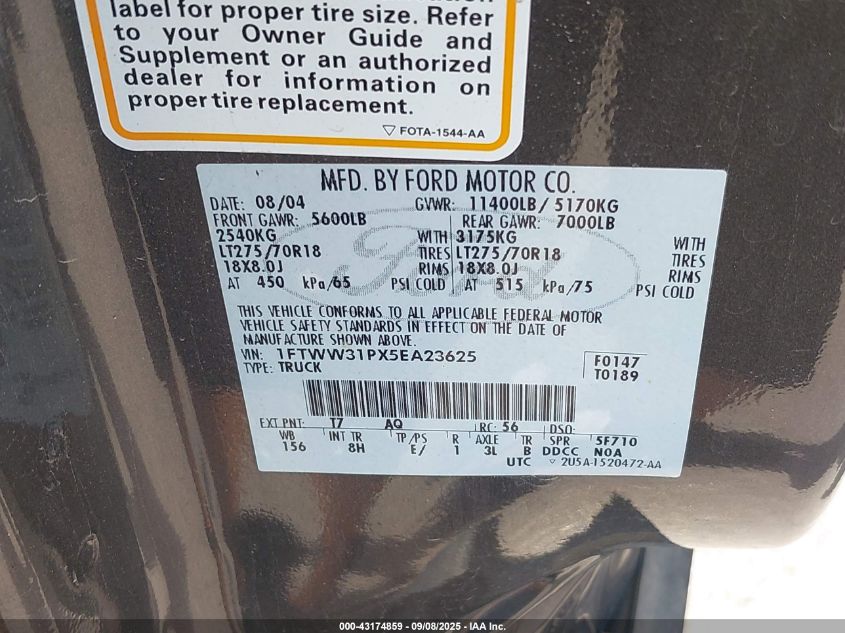 label for proper tire size. Refer
to your Owner Guide and
Supplement or an authorized
dealer for information on
proper tire replacement.
FOTA-1544-AA
MFD. BY FORD MOTOR CO.
DATE: 08/04 GVWR: 11400LB/ 5170KG
FRONT GAWR: 5600LB REAR GAWR: 7000LB
2540KG WITH 3175KG WITH
LT275/70R18 TIRES LT275/70R18 TIRES
18X8.0J RIMS 18X8.0J RIMS
AT 450 kPa/65 PSI COLD AT 515 kPa/75 PSI COLD
Ford
THIS VEHICLE CONFORMS TO ALL APPLICABLE FEDERAL MOTOR
VEHICLE SAFETY STANDARDS IN EFFECT ON THE DATE OF
MANUFACTURE SHOWN ABOVE.
VIN: 1FTWW31PX5EA23625 F0147
TYPE: TRUCK T0189
EXT PNT: T7 AQ RC: 56 DSO:
WB INT TR TP/PS R AXLE TR SPR 5F710
156 8H E/ 1 3L B DDCC NOA
UTC 2U5A-1520472-AA
000-43174859 - 09/08/2025 - IAA Inc.